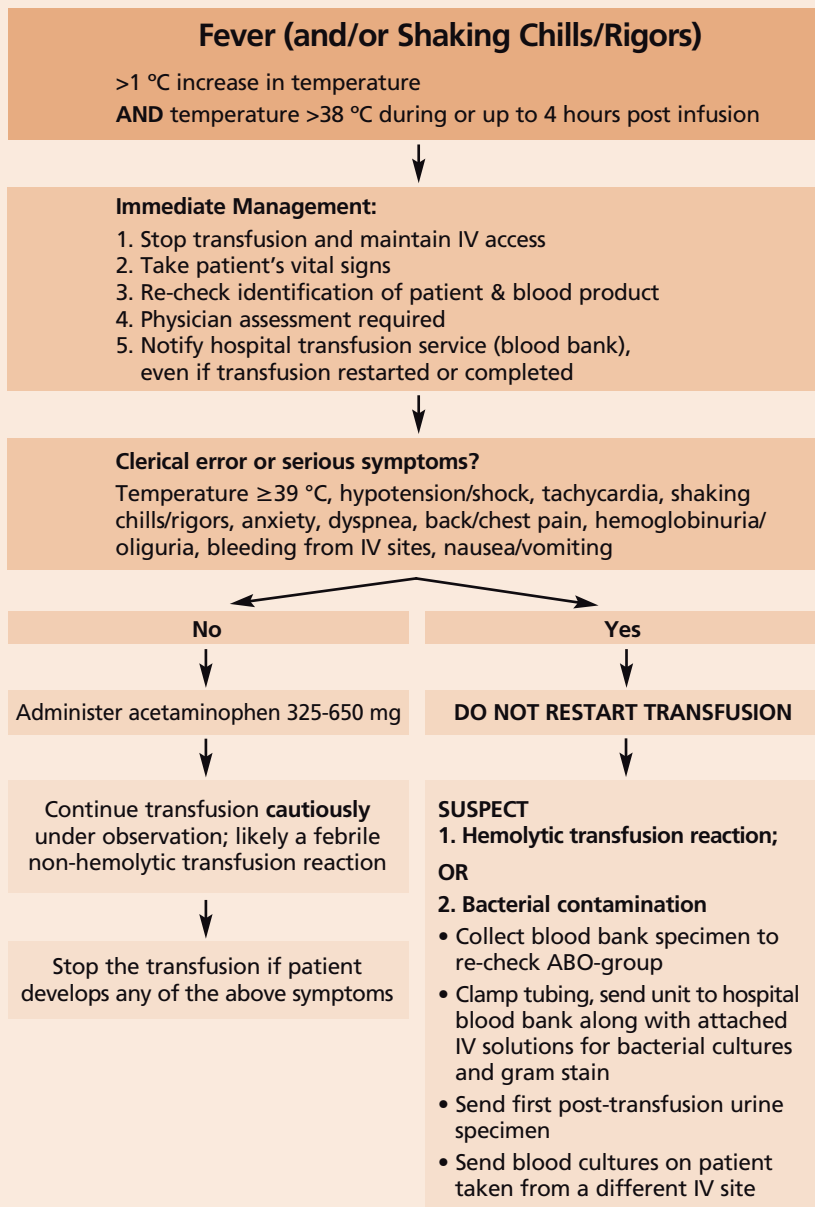 Fever (and/or Shaking Chills/Rigors)
>1 ºC increase in temperature
AND temperature >38 ºC during or up to 4 hours post infusion
Immediate Management:
1. Stop transfusion and maintain IV access
2. Take patient’s vital signs
3. Re-check identification of patient & blood product
4. Physician assessment required
5. Notify hospital transfusion service (blood bank),
even if transfusion restarted or completed
Clerical error or serious symptoms?
Temperature ≥39 °C, hypotension/shock, tachycardia, shaking
chills/rigors, anxiety, dyspnea, back/chest pain, hemoglobinuria/
oliguria, bleeding from IV sites, nausea/vomiting
No
Administer acetaminophen 325-650 mg
Continue transfusion cautiously
under observation; likely a febrile
non-hemolytic transfusion reaction
Stop the transfusion if patient
develops any of the above symptoms
Yes
DO NOT RESTART TRANSFUSION
SUSPECT
1. Hemolytic transfusion reaction;
OR
2. Bacterial contamination
• Collect blood bank specimen to
re-check ABO-group
• Clamp tubing, send unit to hospital
blood bank along with attached
IV solutions for bacterial cultures
and gram stain
• Send first post-transfusion urine
specimen
• Send blood cultures on patient
taken from a different IV site